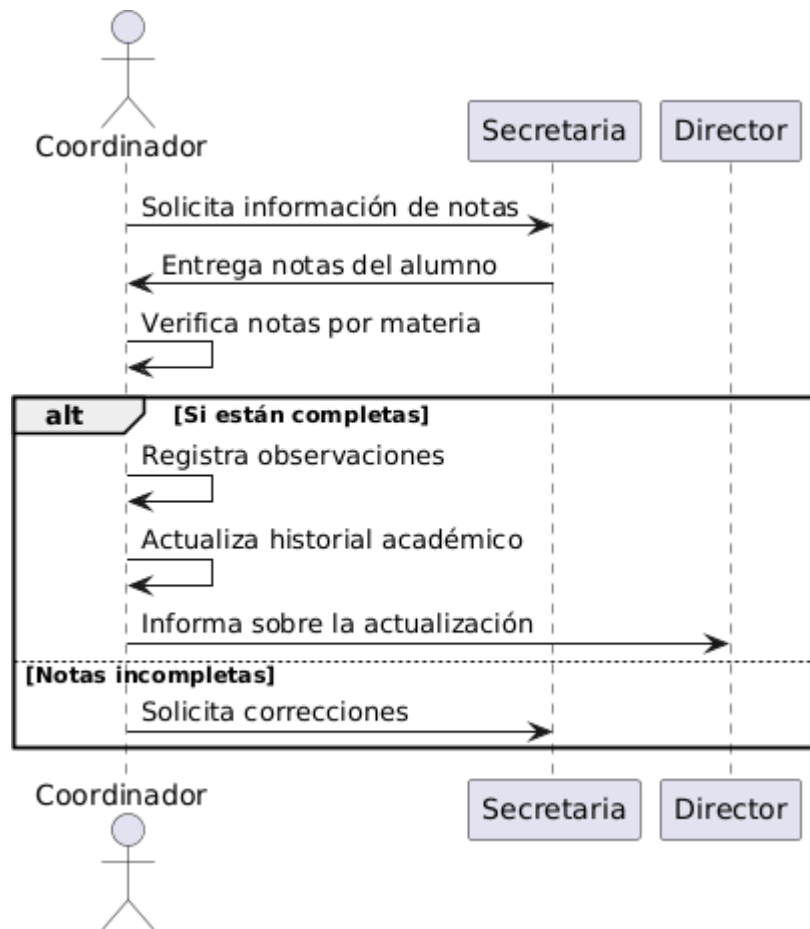 Coordinador
Secretaria
Director
Solicita información de notas
Entrega notas del alumno
Verifica notas por materia
alt
[Si están completas]
Registra observaciones
Actualiza historial académico
Informa sobre la actualización
[Notas incompletas]
Solicita correcciones
Coordinador
Secretaria
Director